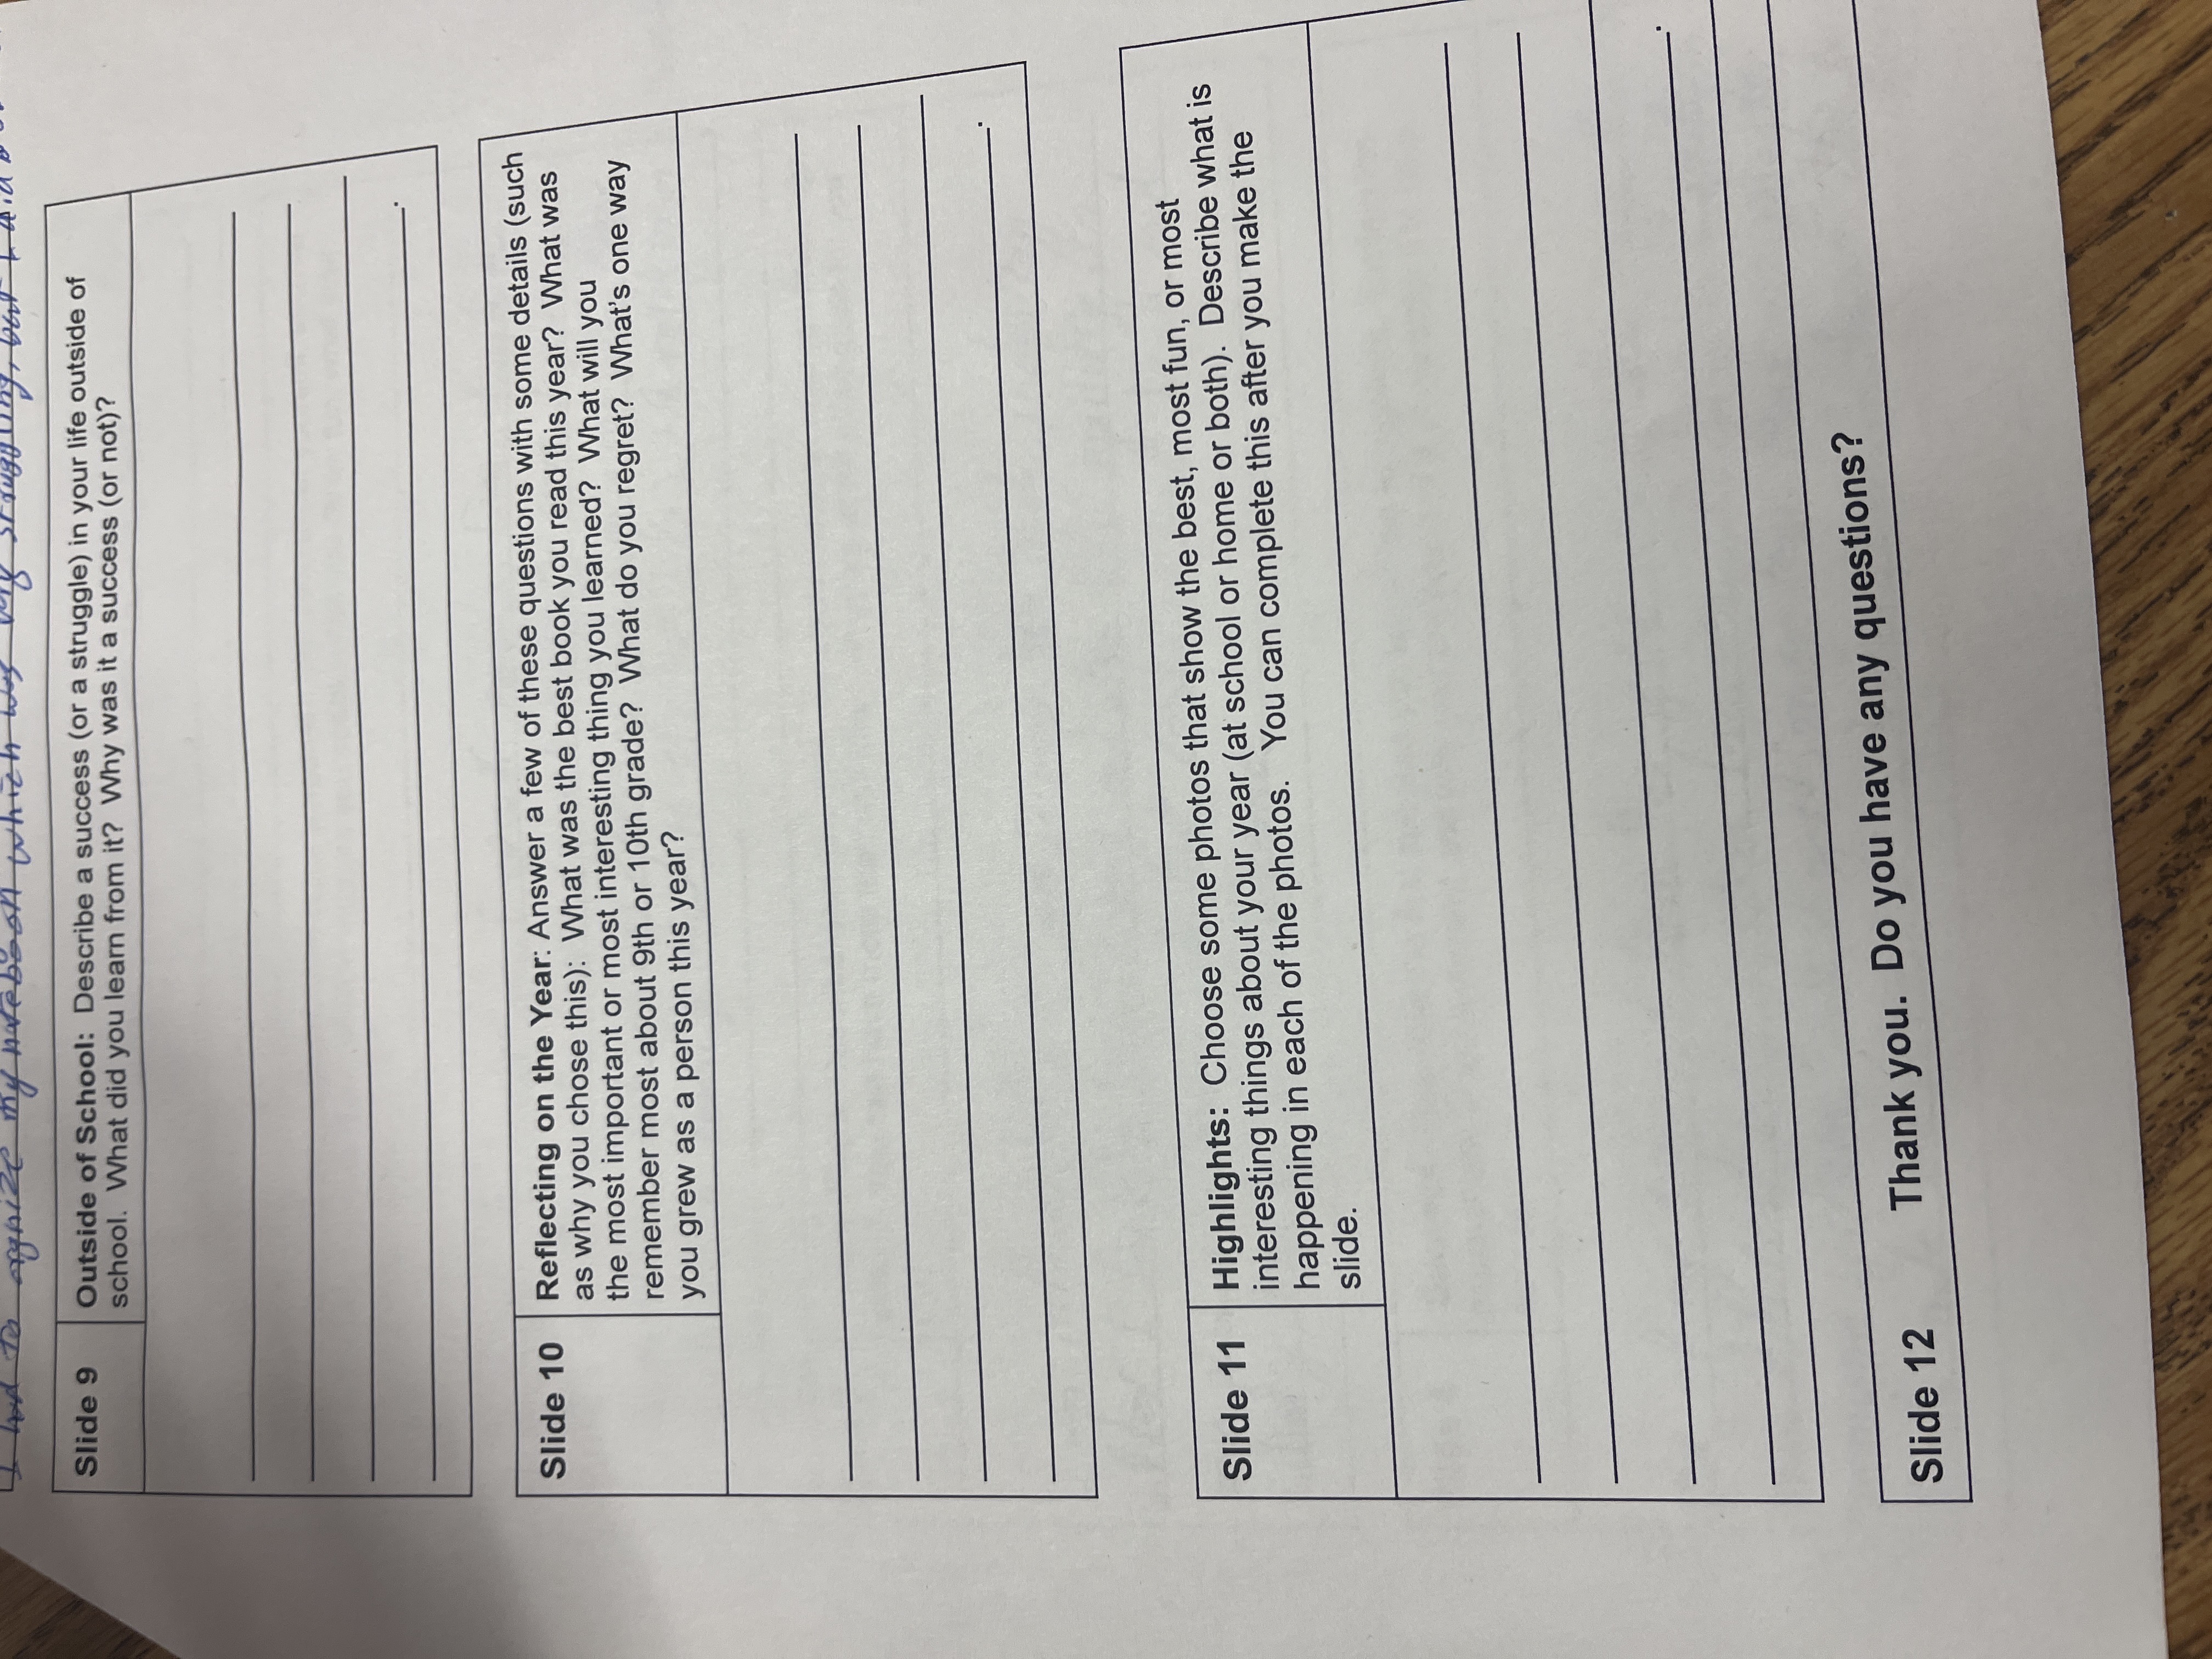 I had to orgnize my notebook which was very struggling, but I did
Slide 9
Outside of School: Describe a success (or a struggle) in your life outside of
school. What did you learn from it? Why was it a success (or not)?
Slide 10
Reflecting on the Year: Answer a few of these questions with some details (such
as why you chose this): What was the best book you read this year? What was
the most important or most interesting thing you learned? What will you
remember most about 9th or 10th grade? What do you regret? What's one way
you grew as a person this year?
Slide 11
Highlights: Choose some photos that show the best, most fun, or most
interesting things about your year (at school or home or both). Describe what is
happening in each of the photos. You can complete this after you make the
slide.
Slide 12 Thank you. Do you have any questions?